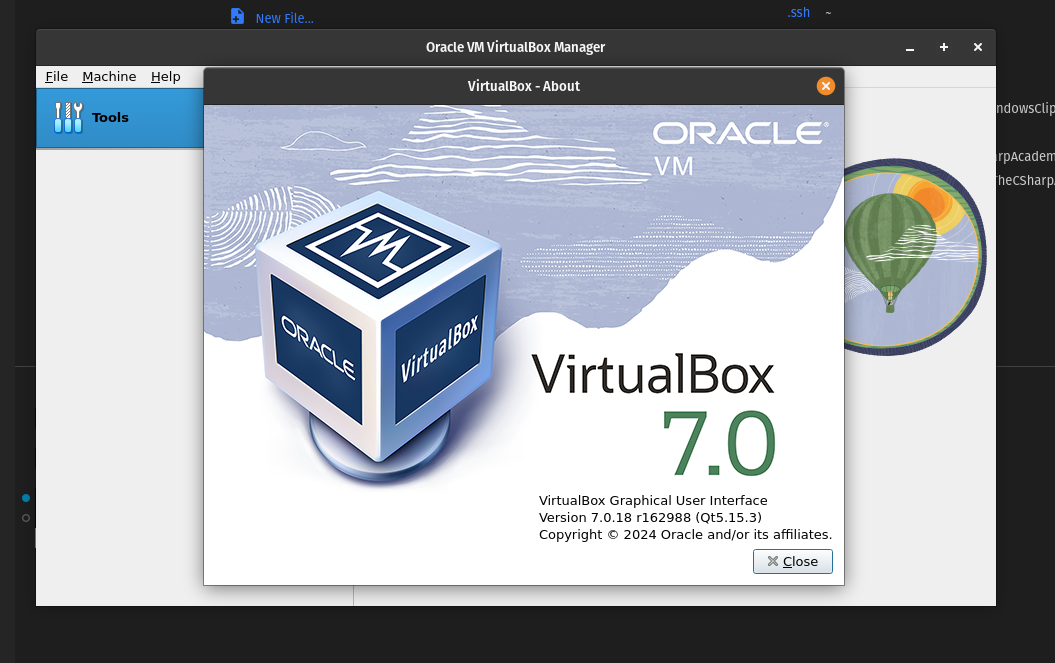 New File...
.ssh ~
Oracle VM VirtualBox Manager
File Machine Help
VirtualBox - About
Tools
ORACLE®
VM
ORACLE
VirtualBox
VirtualBox
7.0
VirtualBox Graphical User Interface
Version 7.0.18 r162988 (Qt5.15.3)
Copyright © 2024 Oracle and/or its affiliates.
Close
ndowsClip
rpAcadem
TheCSharp